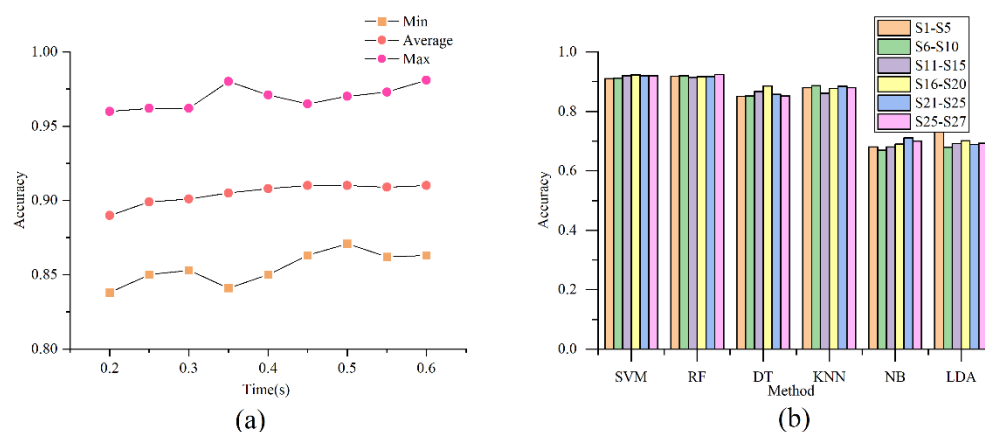 Min
Average
Max
1.00
0.95
0.90
0.85
0.80
Accuracy
0.2 0.3 0.4 0.5 0.6
Time(s)
(a)
S1-S5
S6-S10
S11-S15
S16-S20
S21-S25
S25-S27
1.0
0.8
0.6
0.4
0.2
0.0
Accuracy
SVM RF DT KNN NB LDA
Method
(b)